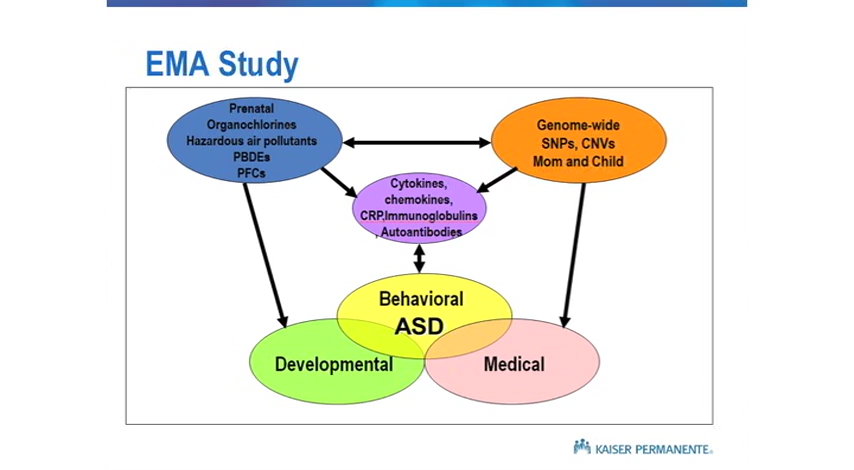 EMA Study
Prenatal
Organochlorines
Hazardous air pollutants
PBDEs
PFCs
Genome-wide
SNPs, CNVs
Mom and Child
Cytokines,
chemokines,
CRP,Immunoglobulins
, Autoantibodies
Behavioral
ASD
Developmental
Medical
KAISER PERMANENTE®